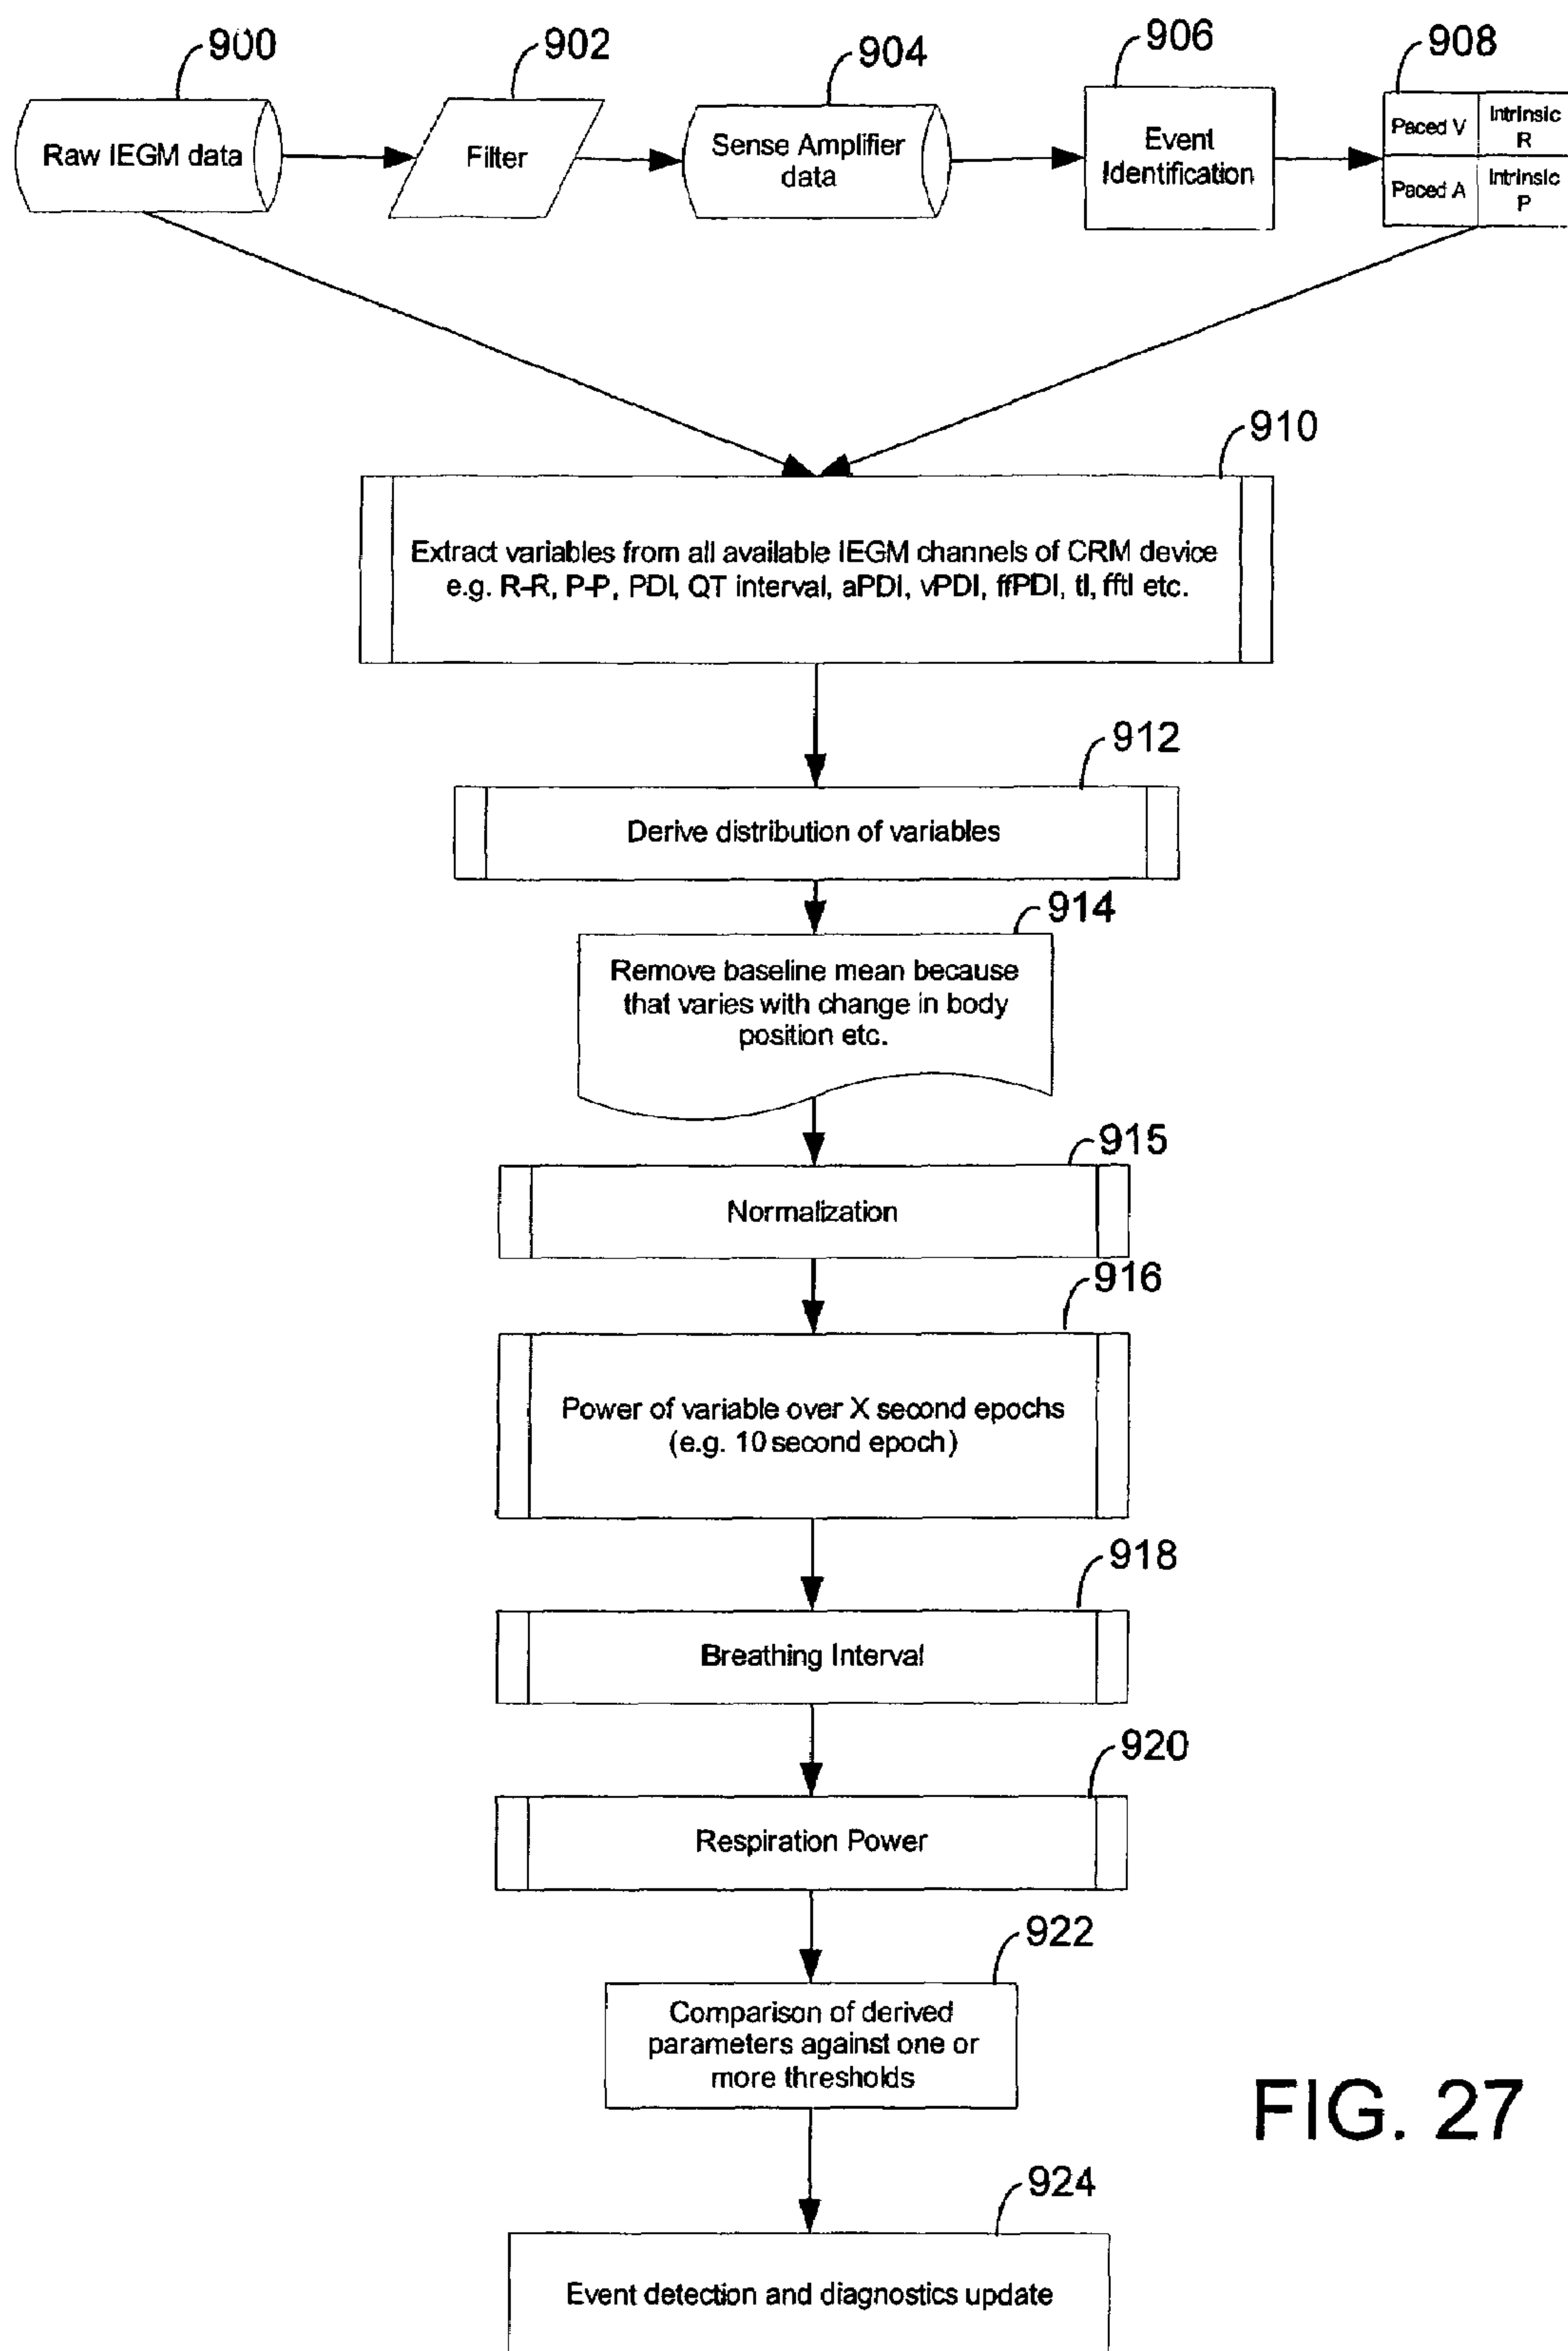 900
902
904
906
908
Raw IEGM data
Filter
Sense Amplifier
data
Event
Identification
Paced V
Intrinsic
R
Paced A
Intrinsic
P
910
Extract variables from all available IEGM channels of CRM device
e.g. R-R, P-P, PDI, QT interval, aPDI, vPDI, ffPDI, tI, fftI etc.
912
Derive distribution of variables
914
Remove baseline mean because
that varies with change in body
position etc.
915
Normalization
916
Power of variable over X second epochs
(e.g. 10 second epoch)
918
Breathing Interval
920
Respiration Power
922
Comparison of derived
parameters against one or
more thresholds
FIG. 27
924
Event detection and diagnostics update